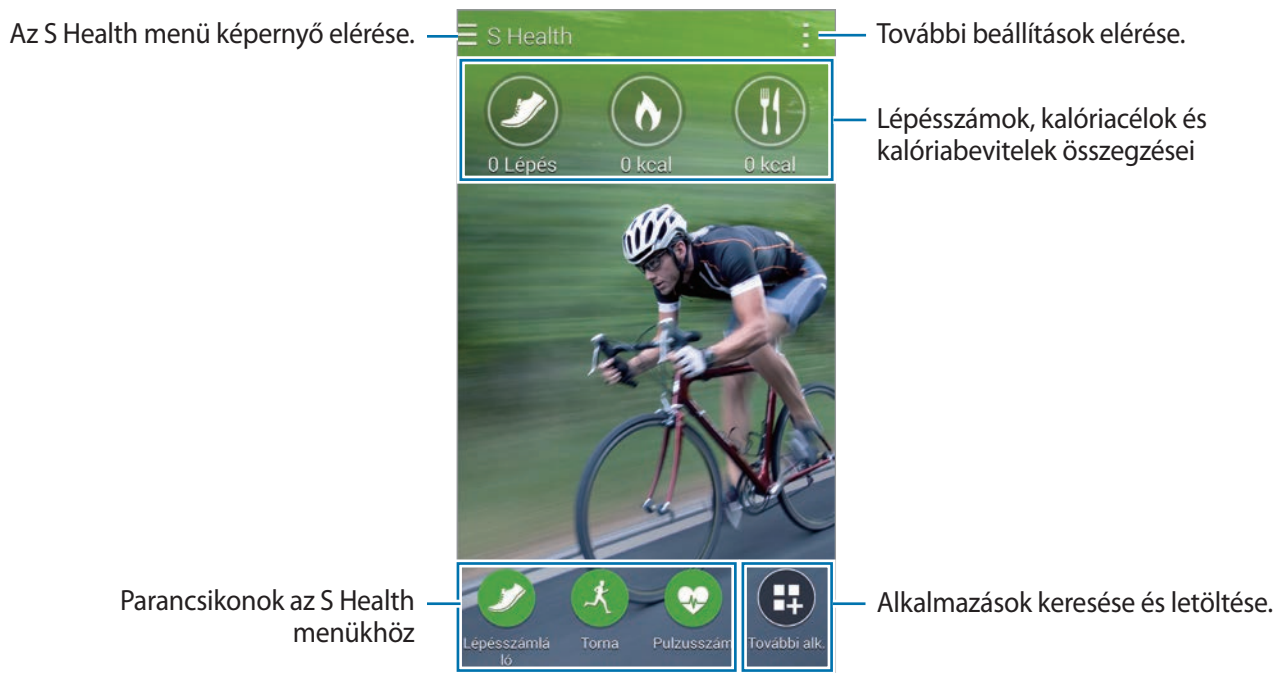 Az S Health menü képernyő elérése.
S Health
További beállítások elérése.
0 Lépés
0 kcal
0 kcal
Lépésszámok, kalóriacélok és
kalóriabevitelek összegzései
Parancsikonok az S Health
menükhöz
Lépésszámlá
ló
Torna
Pulzusszám
További alk.
Alkalmazások keresése és letöltése.